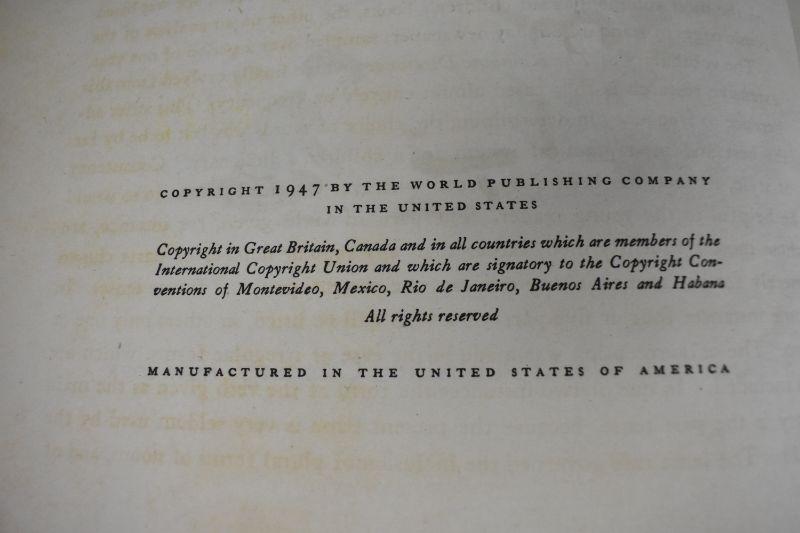 COPYRIGHT 1947 BY THE WORLD PUBLISHING COMPANY
IN THE UNITED STATES
Copyright in Great Britain, Canada and in all countries which are members of the
International Copyright Union and which are signatory to the Copyright Con-
ventions of Montevideo, Mexico, Rio de Janeiro, Buenos Aires and Habana
All rights reserved
MANUFACTURED IN THE UNITED STATES OF AMERICA